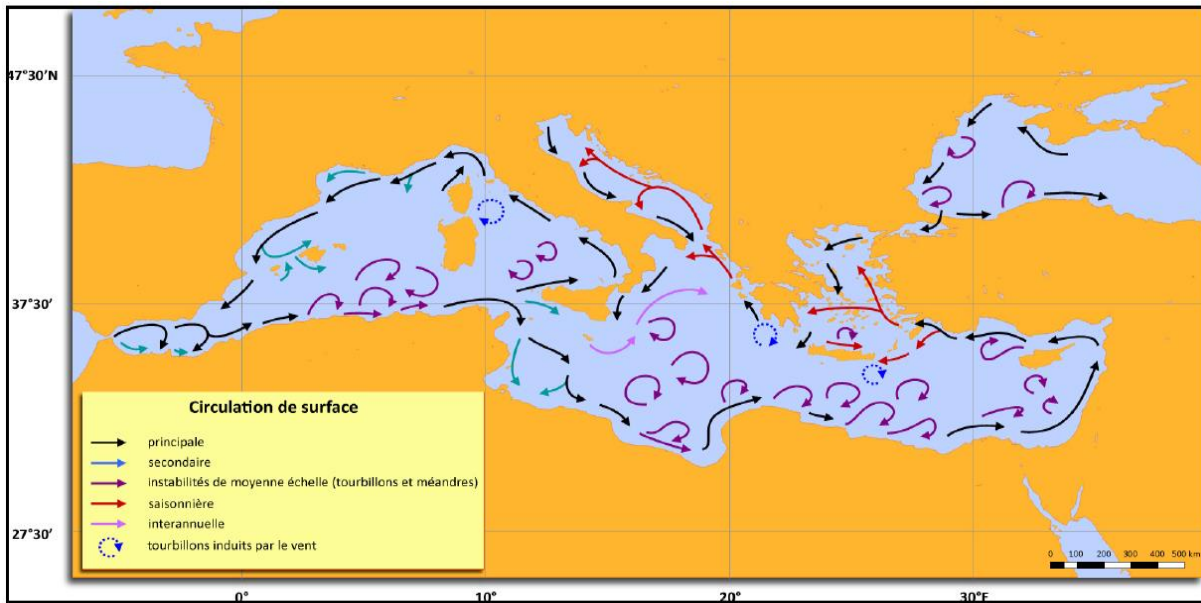 47°30'N
37°30'
27°30'
Circulation de surface
principale
secondaire
instabilités de moyenne échelle (tourbillons et méandres)
saisonnière
interannuelle
tourbillons induits par le vent
0 100 200 300 400 500 km
0° 10° 20° 30°F